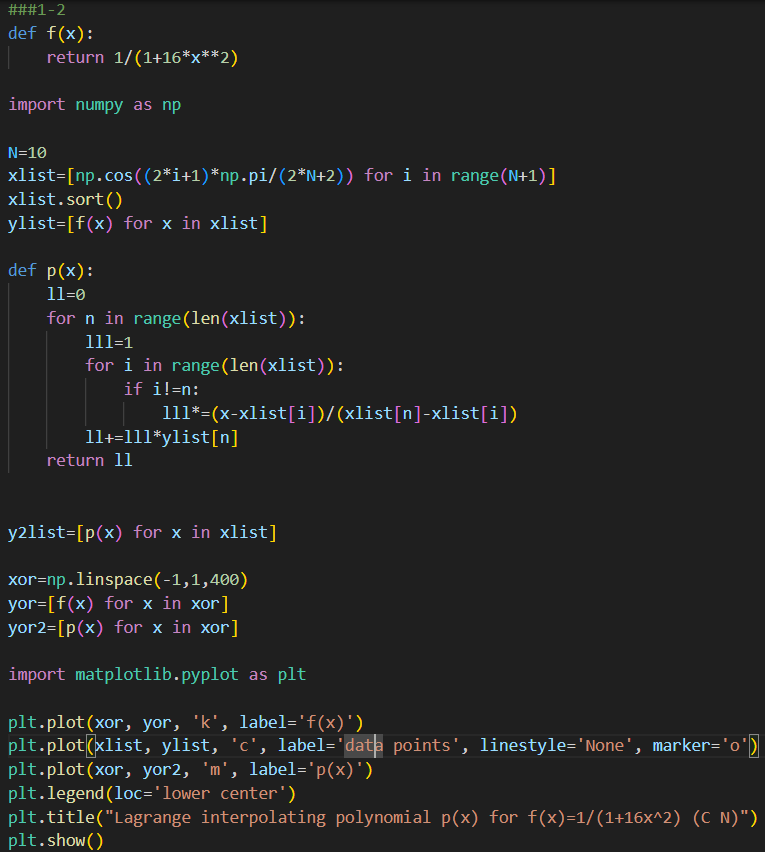 ###1-2
def f(x):
    return 1/(1+16*x**2)
import numpy as np
N=10
xlist=[np.cos((2*i+1)*np.pi/(2*N+2)) for i in range(N+1)]
xlist.sort()
ylist=[f(x) for x in xlist]
def p(x):
    ll=0
    for n in range(len(xlist)):
        lll=1
        for i in range(len(xlist)):
            if i!=n:
                lll*=(x-xlist[i])/(xlist[n]-xlist[i])
        ll+=lll*ylist[n]
    return ll
y2list=[p(x) for x in xlist]
xor=np.linspace(-1,1,400)
yor=[f(x) for x in xor]
yor2=[p(x) for x in xor]
import matplotlib.pyplot as plt
plt.plot(xor, yor, 'k', label='f(x)')
plt.plot(xlist, ylist, 'c', label='data points', linestyle='None', marker='o')
plt.plot(xor, yor2, 'm', label='p(x)')
plt.legend(loc='lower center')
plt.title("Lagrange interpolating polynomial p(x) for f(x)=1/(1+16x^2) (C N)")
plt.show()